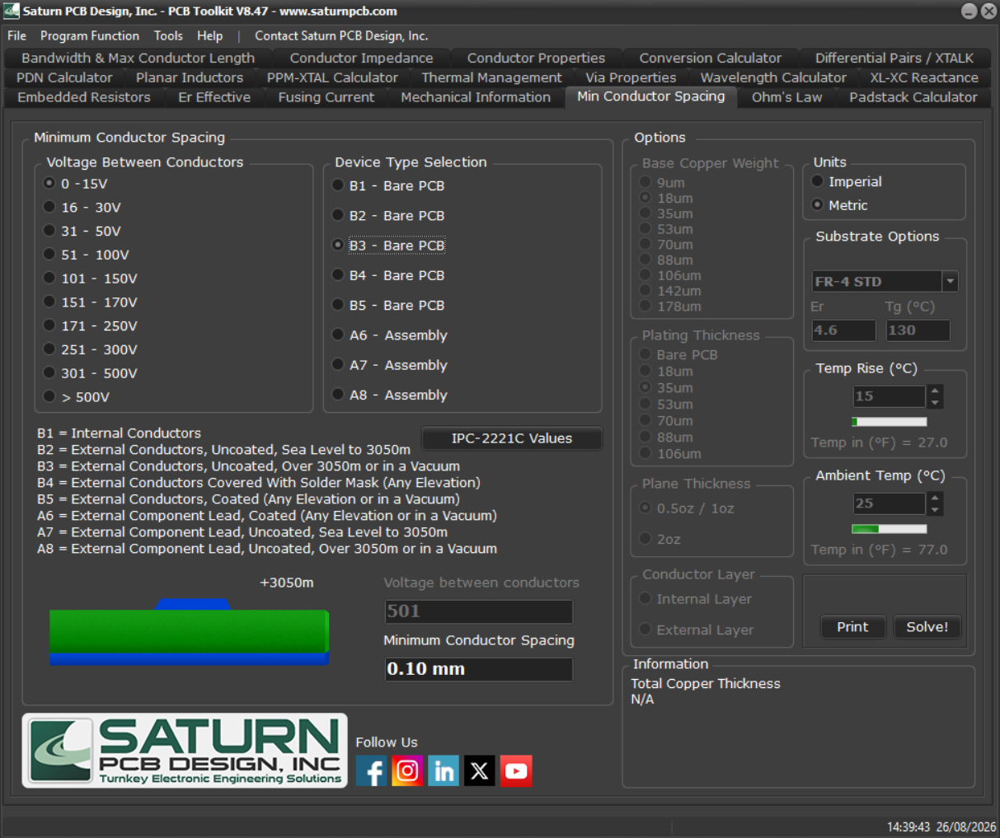 Saturn PCB Design, Inc. - PCB Toolkit V8.47 - www.saturnpcb.com
File Program Function Tools Help | Contact Saturn PCB Design, Inc.
Bandwidth & Max Conductor Length Conductor Impedance Conductor Properties Conversion Calculator Differential Pairs / XTALK
PDN Calculator Planar Inductors PPM-XTAL Calculator Thermal Management Via Properties Wavelength Calculator XL-XC Reactance
Embedded Resistors Er Effective Fusing Current Mechanical Information Min Conductor Spacing Ohm's Law Padstack Calculator
Minimum Conductor Spacing
Voltage Between Conductors
0 -15V
16 - 30V
31 - 50V
51 - 100V
101 - 150V
151 - 170V
171 - 250V
251 - 300V
301 - 500V
> 500V
Device Type Selection
B1 - Bare PCB
B2 - Bare PCB
B3 - Bare PCB
B4 - Bare PCB
B5 - Bare PCB
A6 - Assembly
A7 - Assembly
A8 - Assembly
B1 = Internal Conductors
B2 = External Conductors, Uncoated, Sea Level to 3050m
B3 = External Conductors, Uncoated, Over 3050m or in a Vacuum
B4 = External Conductors Covered With Solder Mask (Any Elevation)
B5 = External Conductors, Coated (Any Elevation or in a Vacuum)
A6 = External Component Lead, Coated (Any Elevation or in a Vacuum)
A7 = External Component Lead, Uncoated, Sea Level to 3050m
A8 = External Component Lead, Uncoated, Over 3050m or in a Vacuum
IPC-2221C Values
+3050m
Voltage between conductors
501
Minimum Conductor Spacing
0.10 mm
Options
Base Copper Weight
9um
18um
35um
53um
70um
88um
106um
142um
178um
Plating Thickness
Bare PCB
18um
35um
53um
70um
88um
106um
Plane Thickness
0.5oz / 1oz
2oz
Conductor Layer
Internal Layer
External Layer
Units
Imperial
Metric
Substrate Options
FR-4 STD
Er Tg (°C)
4.6 130
Temp Rise (°C)
15
Temp in (°F) = 27.0
Ambient Temp (°C)
25
Temp in (°F) = 77.0
Print Solve!
Information
Total Copper Thickness
N/A
SATURN
PCB DESIGN, INC
Turnkey Electronic Engineering Solutions
Follow Us
14:39:43 26/08/2026